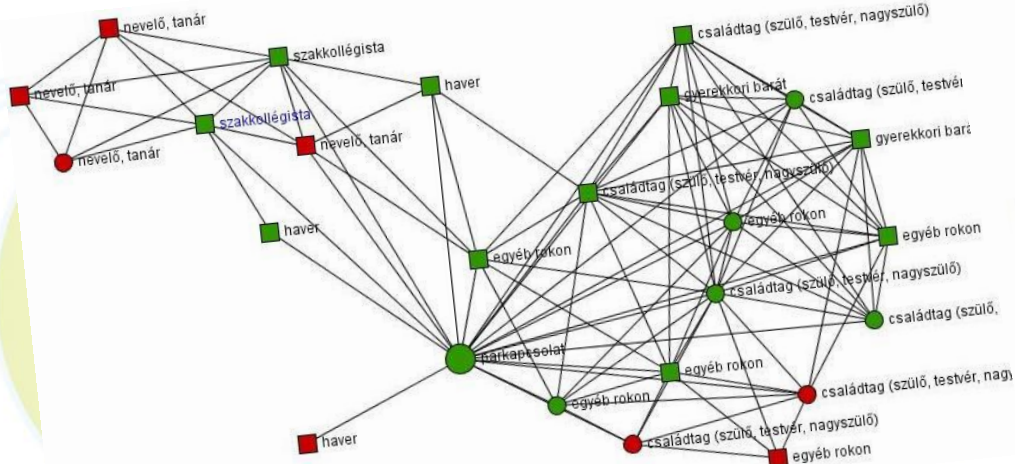 nevelő, tanár
családtag (szülő, testvér, nagyszülő)
szakkollégista
haver
gyerekkori barát
családtag (szülő, testvér
nevelő, tanár
szakkollégista
nevelő, tanár
gyerekkori bará
nevelő, tanár
családtag (szülő, testvér, nagyszülő)
haver
egyéb rokon
egyéb rokon
egyéb rokon
családtag (szülő, testvér, nagyszülő)
családtag (szülő,
párkapcsolat
egyéb rokon
egyéb rokon
családtag (szülő, testvér, nagy
haver
családtag (szülő, testvér, nagyszülő)
egyéb rokon